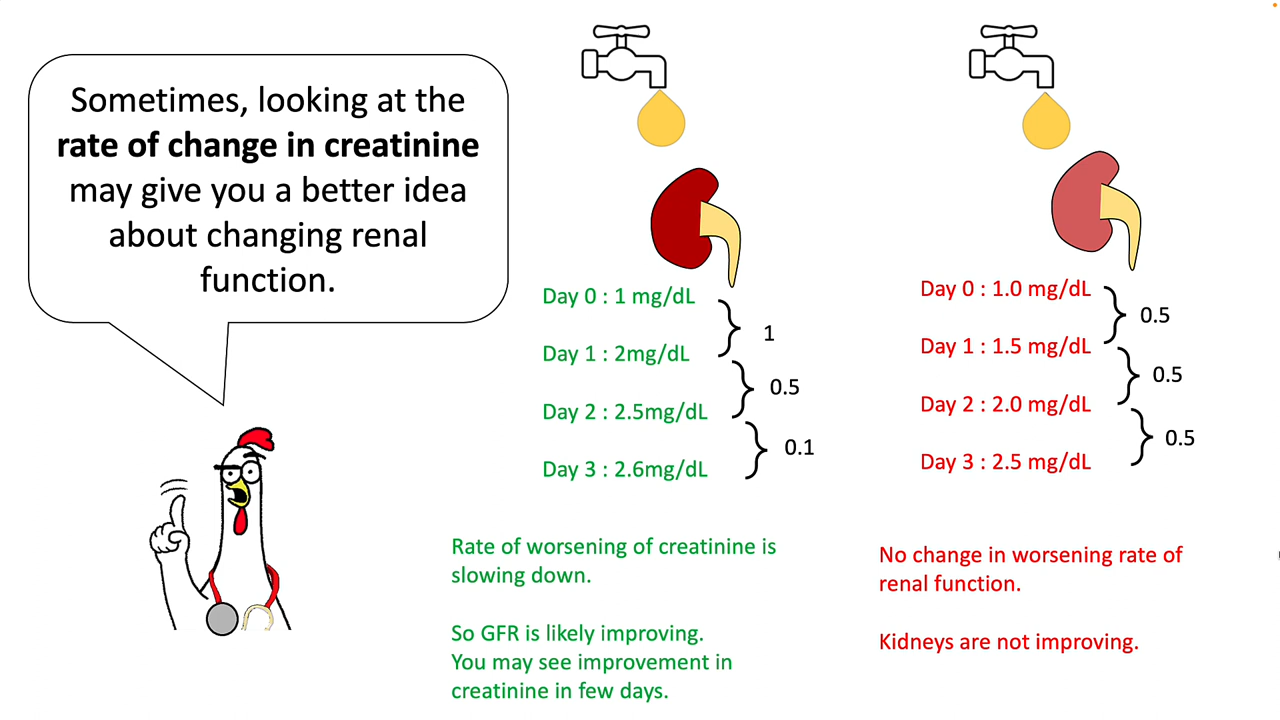 Sometimes, looking at the
rate of change in creatinine
may give you a better idea
about changing renal
function.
Day 0 : 1 mg/dL
Day 1 : 2mg/dL
Day 2 : 2.5mg/dL
Day 3 : 2.6mg/dL
1
0.5
0.1
Rate of worsening of creatinine is
slowing down.
So GFR is likely improving.
You may see improvement in
creatinine in few days.
Day 0 : 1.0 mg/dL
Day 1 : 1.5 mg/dL
Day 2 : 2.0 mg/dL
Day 3 : 2.5 mg/dL
0.5
0.5
0.5
No change in worsening rate of
renal function.
Kidneys are not improving.